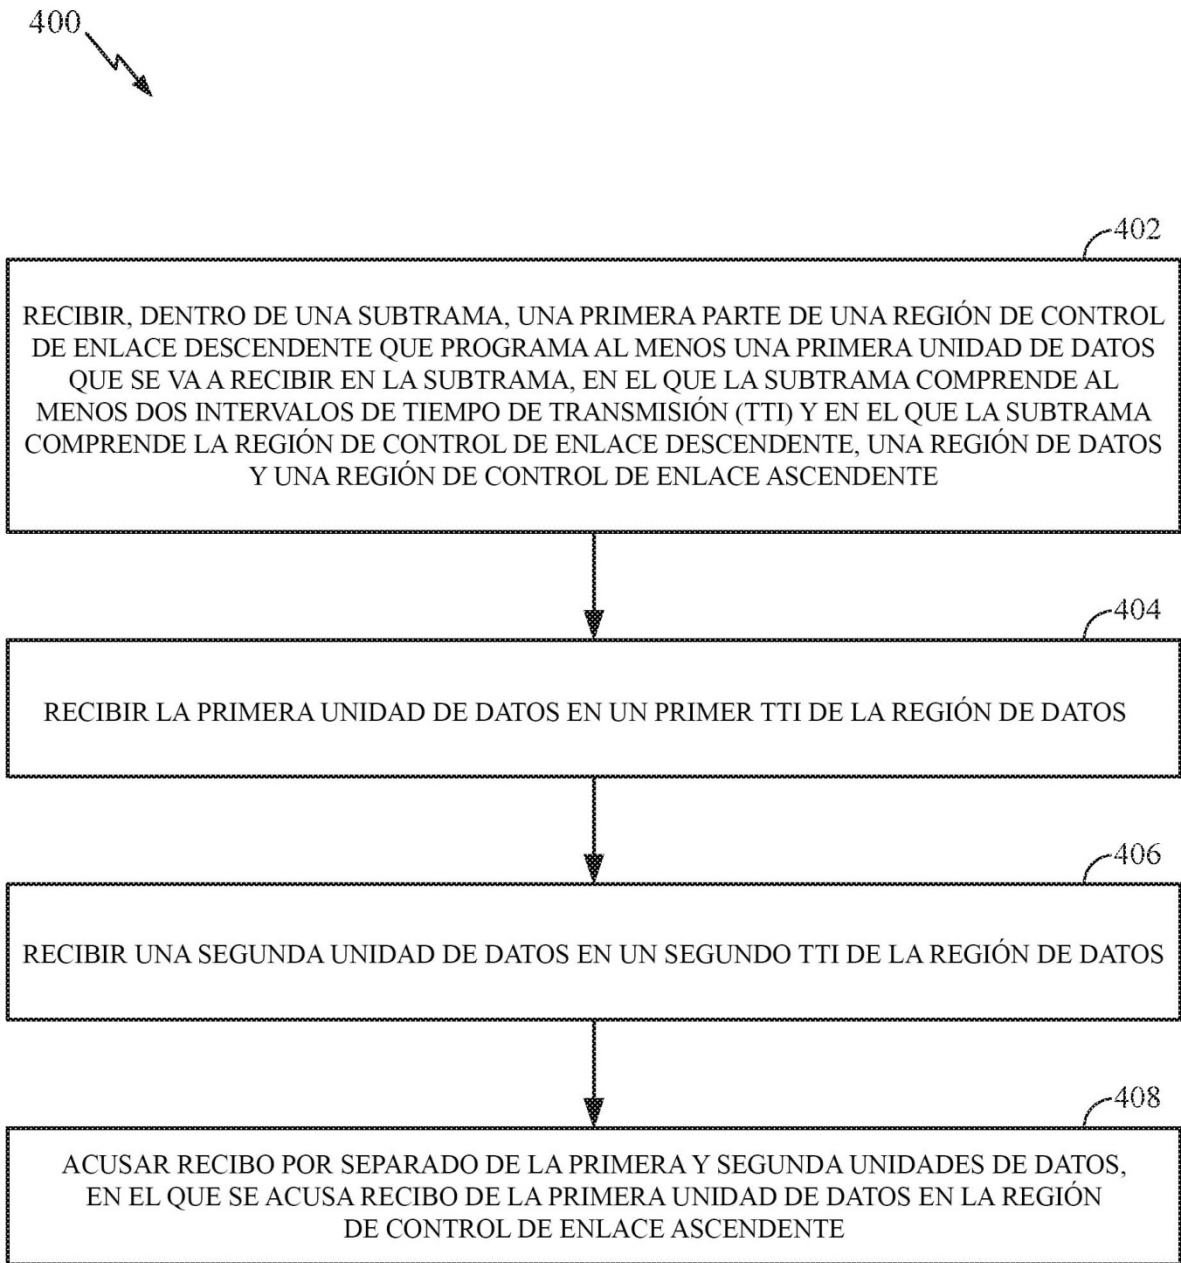 400
402
RECIBIR, DENTRO DE UNA SUBTRAMA, UNA PRIMERA PARTE DE UNA REGIÓN DE CONTROL
DE ENLACE DESCENDENTE QUE PROGRAMA AL MENOS UNA PRIMERA UNIDAD DE DATOS
QUE SE VA A RECIBIR EN LA SUBTRAMA, EN EL QUE LA SUBTRAMA COMPRENDE AL
MENOS DOS INTERVALOS DE TIEMPO DE TRANSMISIÓN (TTI) Y EN EL QUE LA SUBTRAMA
COMPRENDE LA REGIÓN DE CONTROL DE ENLACE DESCENDENTE, UNA REGIÓN DE DATOS
Y UNA REGIÓN DE CONTROL DE ENLACE ASCENDENTE
404
RECIBIR LA PRIMERA UNIDAD DE DATOS EN UN PRIMER TTI DE LA REGIÓN DE DATOS
406
RECIBIR UNA SEGUNDA UNIDAD DE DATOS EN UN SEGUNDO TTI DE LA REGIÓN DE DATOS
408
ACUSAR RECIBO POR SEPARADO DE LA PRIMERA Y SEGUNDA UNIDADES DE DATOS,
EN EL QUE SE ACUSA RECIBO DE LA PRIMERA UNIDAD DE DATOS EN LA REGIÓN
DE CONTROL DE ENLACE ASCENDENTE